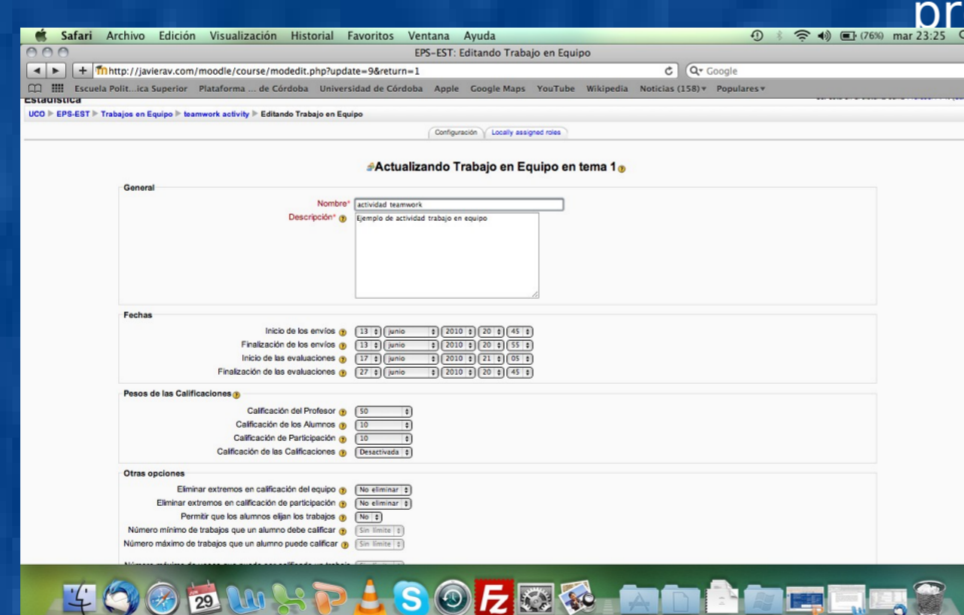 pr
Safari Archivo Edición Visualización Historial Favoritos Ventana Ayuda (76%) mar 23:25
EPS-EST: Editando Trabajo en Equipo
http://javierav.com/moodle/course/modedit.php?update=9&return=1 Google
Escuela Polit...ica Superior Plataforma ... de Córdoba Universidad de Córdoba Apple Google Maps YouTube Wikipedia Noticias (158) Populares
Estadística
UCO EPS-EST Trabajos en Equipo teamwork activity Editando Trabajo en Equipo
Configuración Locally assigned roles
Actualizando Trabajo en Equipo en tema 1
General
Nombre* actividad teamwork
Descripción* Ejemplo de actividad trabajo en equipo
Fechas
Inicio de los envíos 13 junio 2010 20 45
Finalización de los envíos 13 junio 2010 20 55
Inicio de las evaluaciones 17 junio 2010 21 05
Finalización de las evaluaciones 27 junio 2010 20 45
Pesos de las Calificaciones
Calificación del Profesor 50
Calificación de los Alumnos 10
Calificación de Participación 10
Calificación de las Calificaciones Desactivada
Otras opciones
Eliminar extremos en calificación del equipo No eliminar
Eliminar extremos en calificación de participación No eliminar
Permitir que los alumnos elijan los trabajos No
Número mínimo de trabajos que un alumno debe calificar Sin límite
Número máximo de trabajos que un alumno puede calificar Sin límite
29